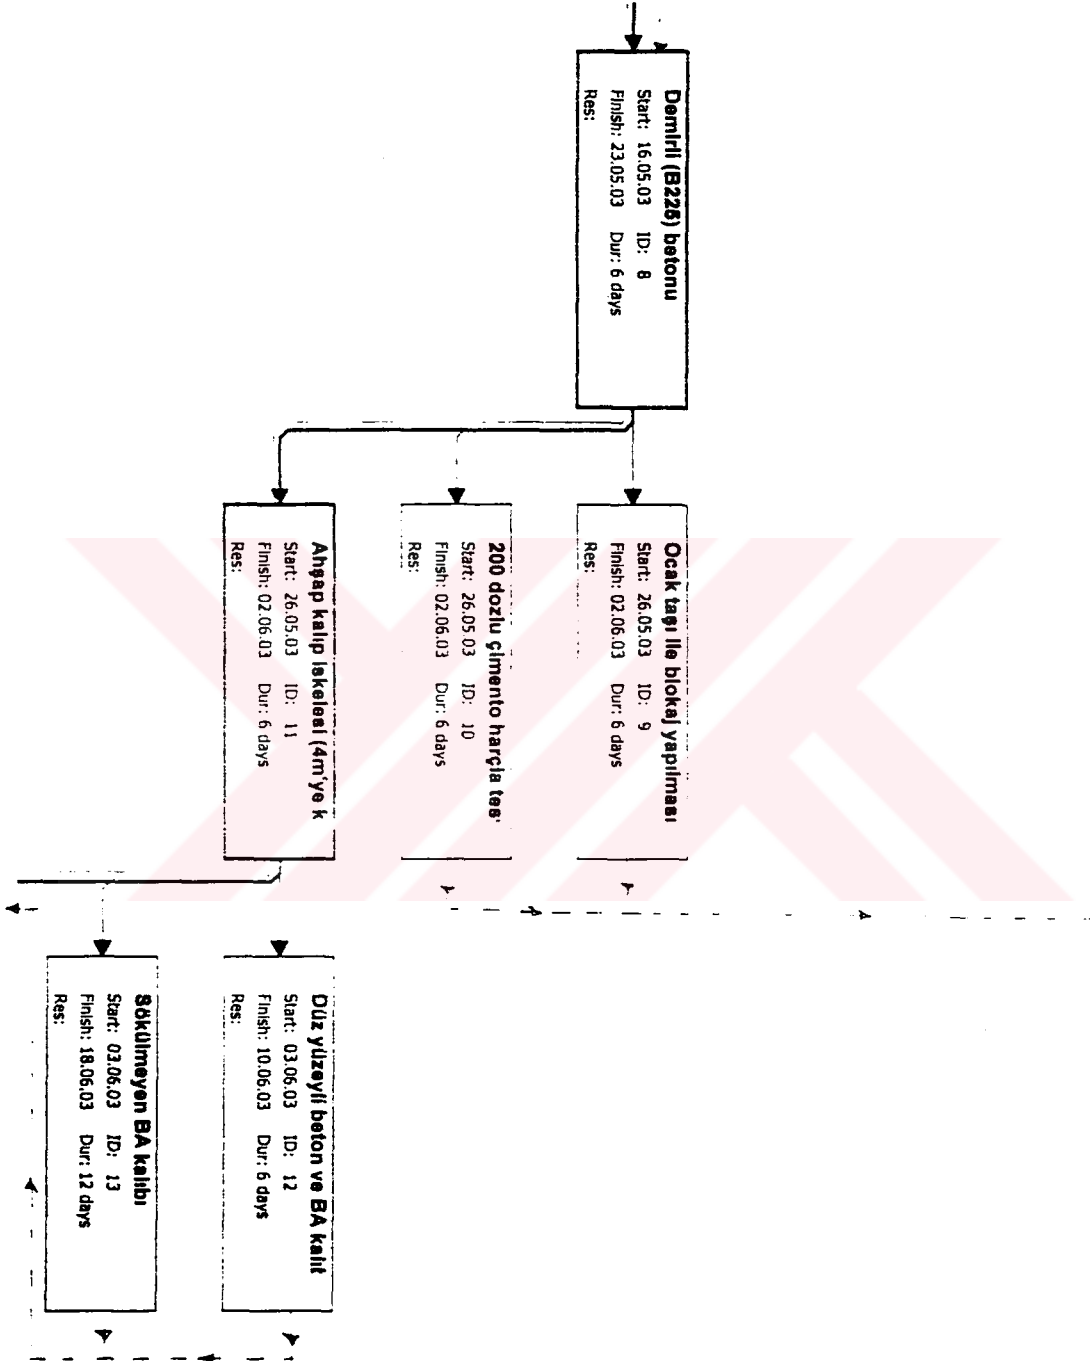 Demirli (B225) betonu
Start: 16.05.03 ID: 8
Finish: 23.05.03 Dur: 6 days
Res:
Ocak taşı ile blokaj yapılması
Start: 26.05.03 ID: 9
Finish: 02.06.03 Dur: 6 days
Res:
200 dozlu çimento harçla tes'
Start: 26.05.03 ID: 10
Finish: 02.06.03 Dur: 6 days
Res:
Ahşap kalıp iskelesi (4m'ye k
Start: 26.05.03 ID: 11
Finish: 02.06.03 Dur: 6 days
Res:
Düz yüzeyli beton ve BA kalıt
Start: 03.06.03 ID: 12
Finish: 10.06.03 Dur: 6 days
Res:
Sökülmeyen BA kalıbı
Start: 03.06.03 ID: 13
Finish: 18.06.03 Dur: 12 days
Res: